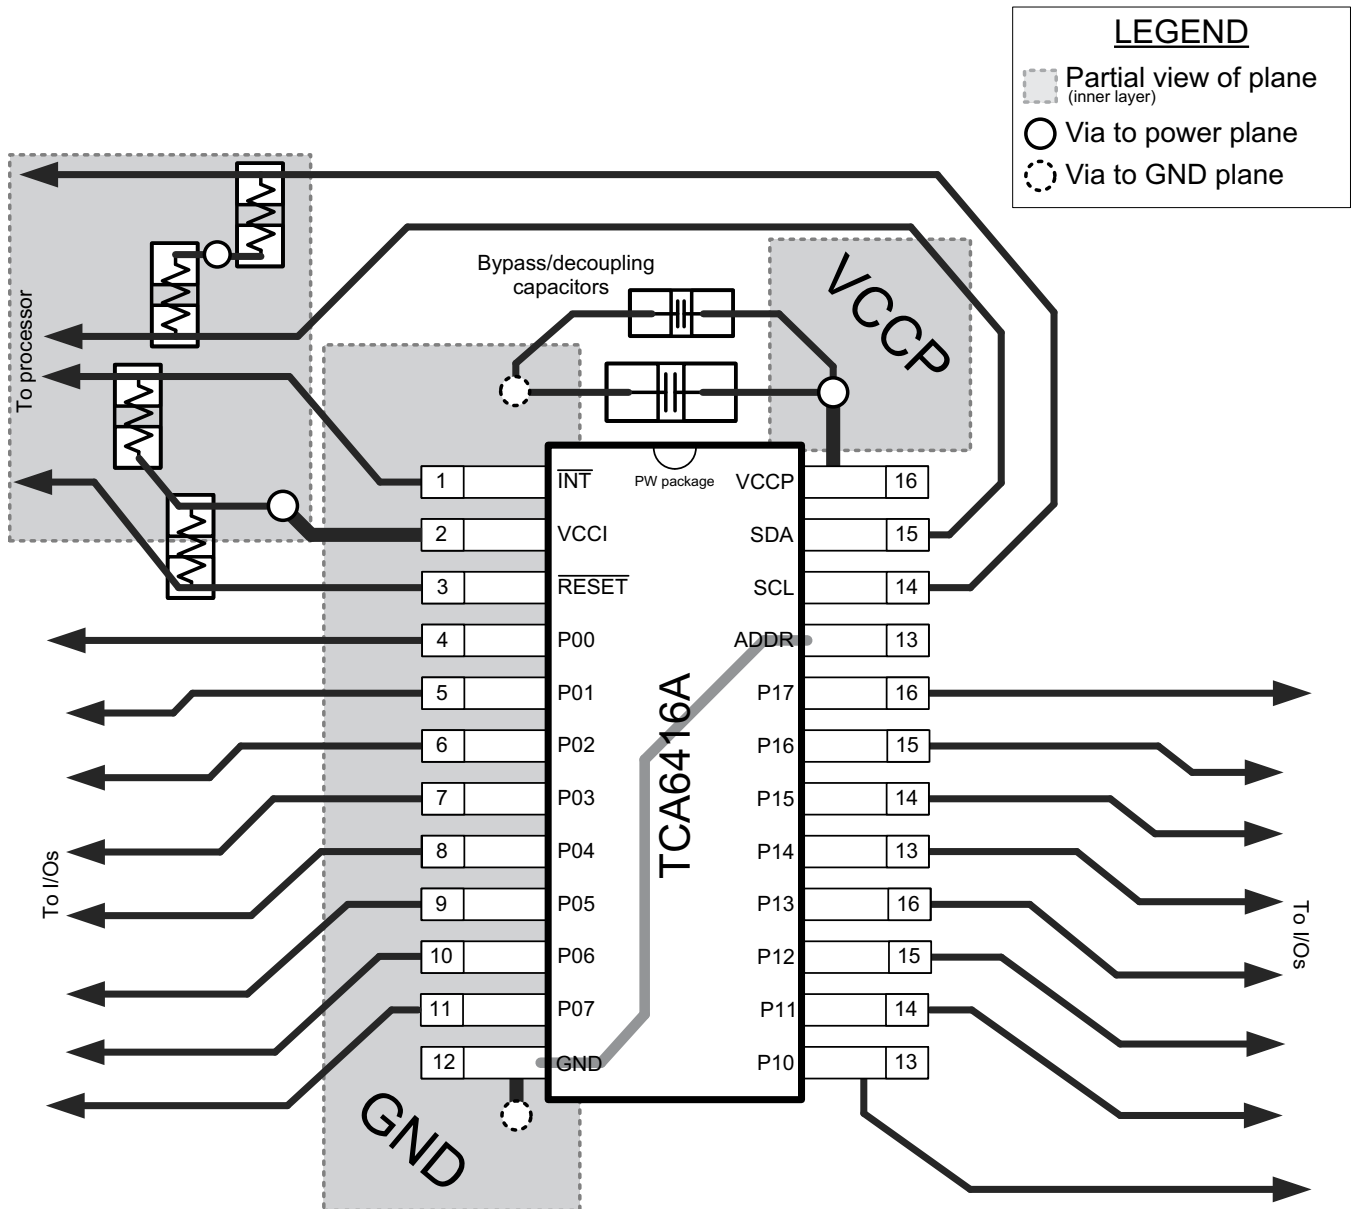 LEGEND
Partial view of plane
(inner layer)
Via to power plane
Via to GND plane
Bypass/decoupling
capacitors
VCCP
To processor
1 INT PW package VCCP 16
2 VCCI SDA 15
3 RESET SCL 14
4 P00 ADDR 13
5 P01 P17 16
6 P02 P16 15
7 P03 P15 14
8 P04 P14 13
9 P05 P13 16
10 P06 P12 15
11 P07 P11 14
12 GND P10 13
TCA6416A
To I/Os
To I/Os
GND